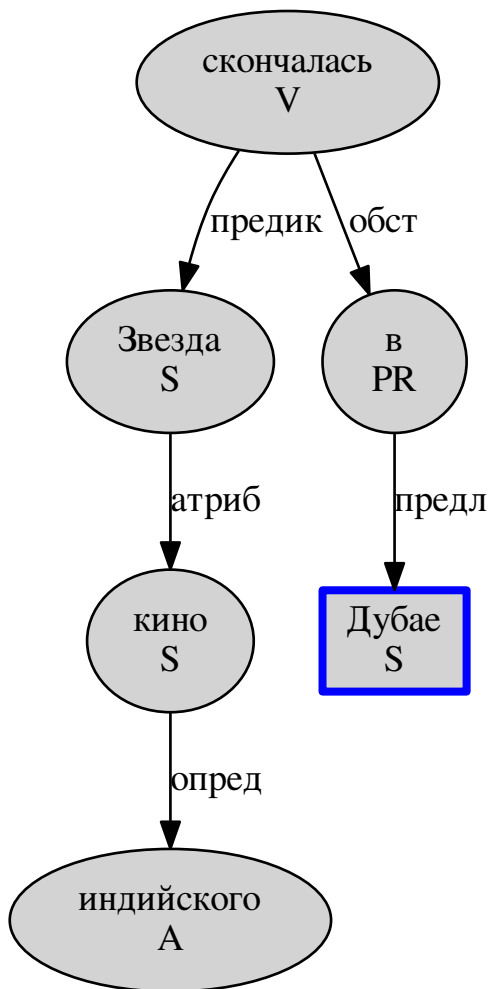 скончалась
V
предик
обст
Звезда
S
в
PR
атриб
предл
кино
S
Дубае
S
опред
индийского
A